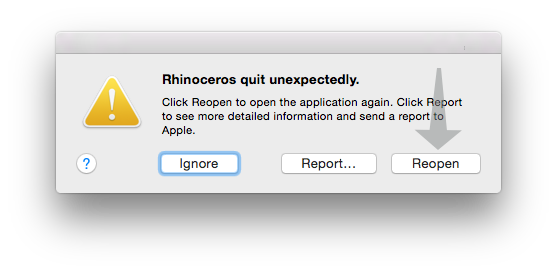 Rhinoceros quit unexpectedly.
Click Reopen to open the application again. Click Report
to see more detailed information and send a report to
Apple.
? Ignore Report... Reopen